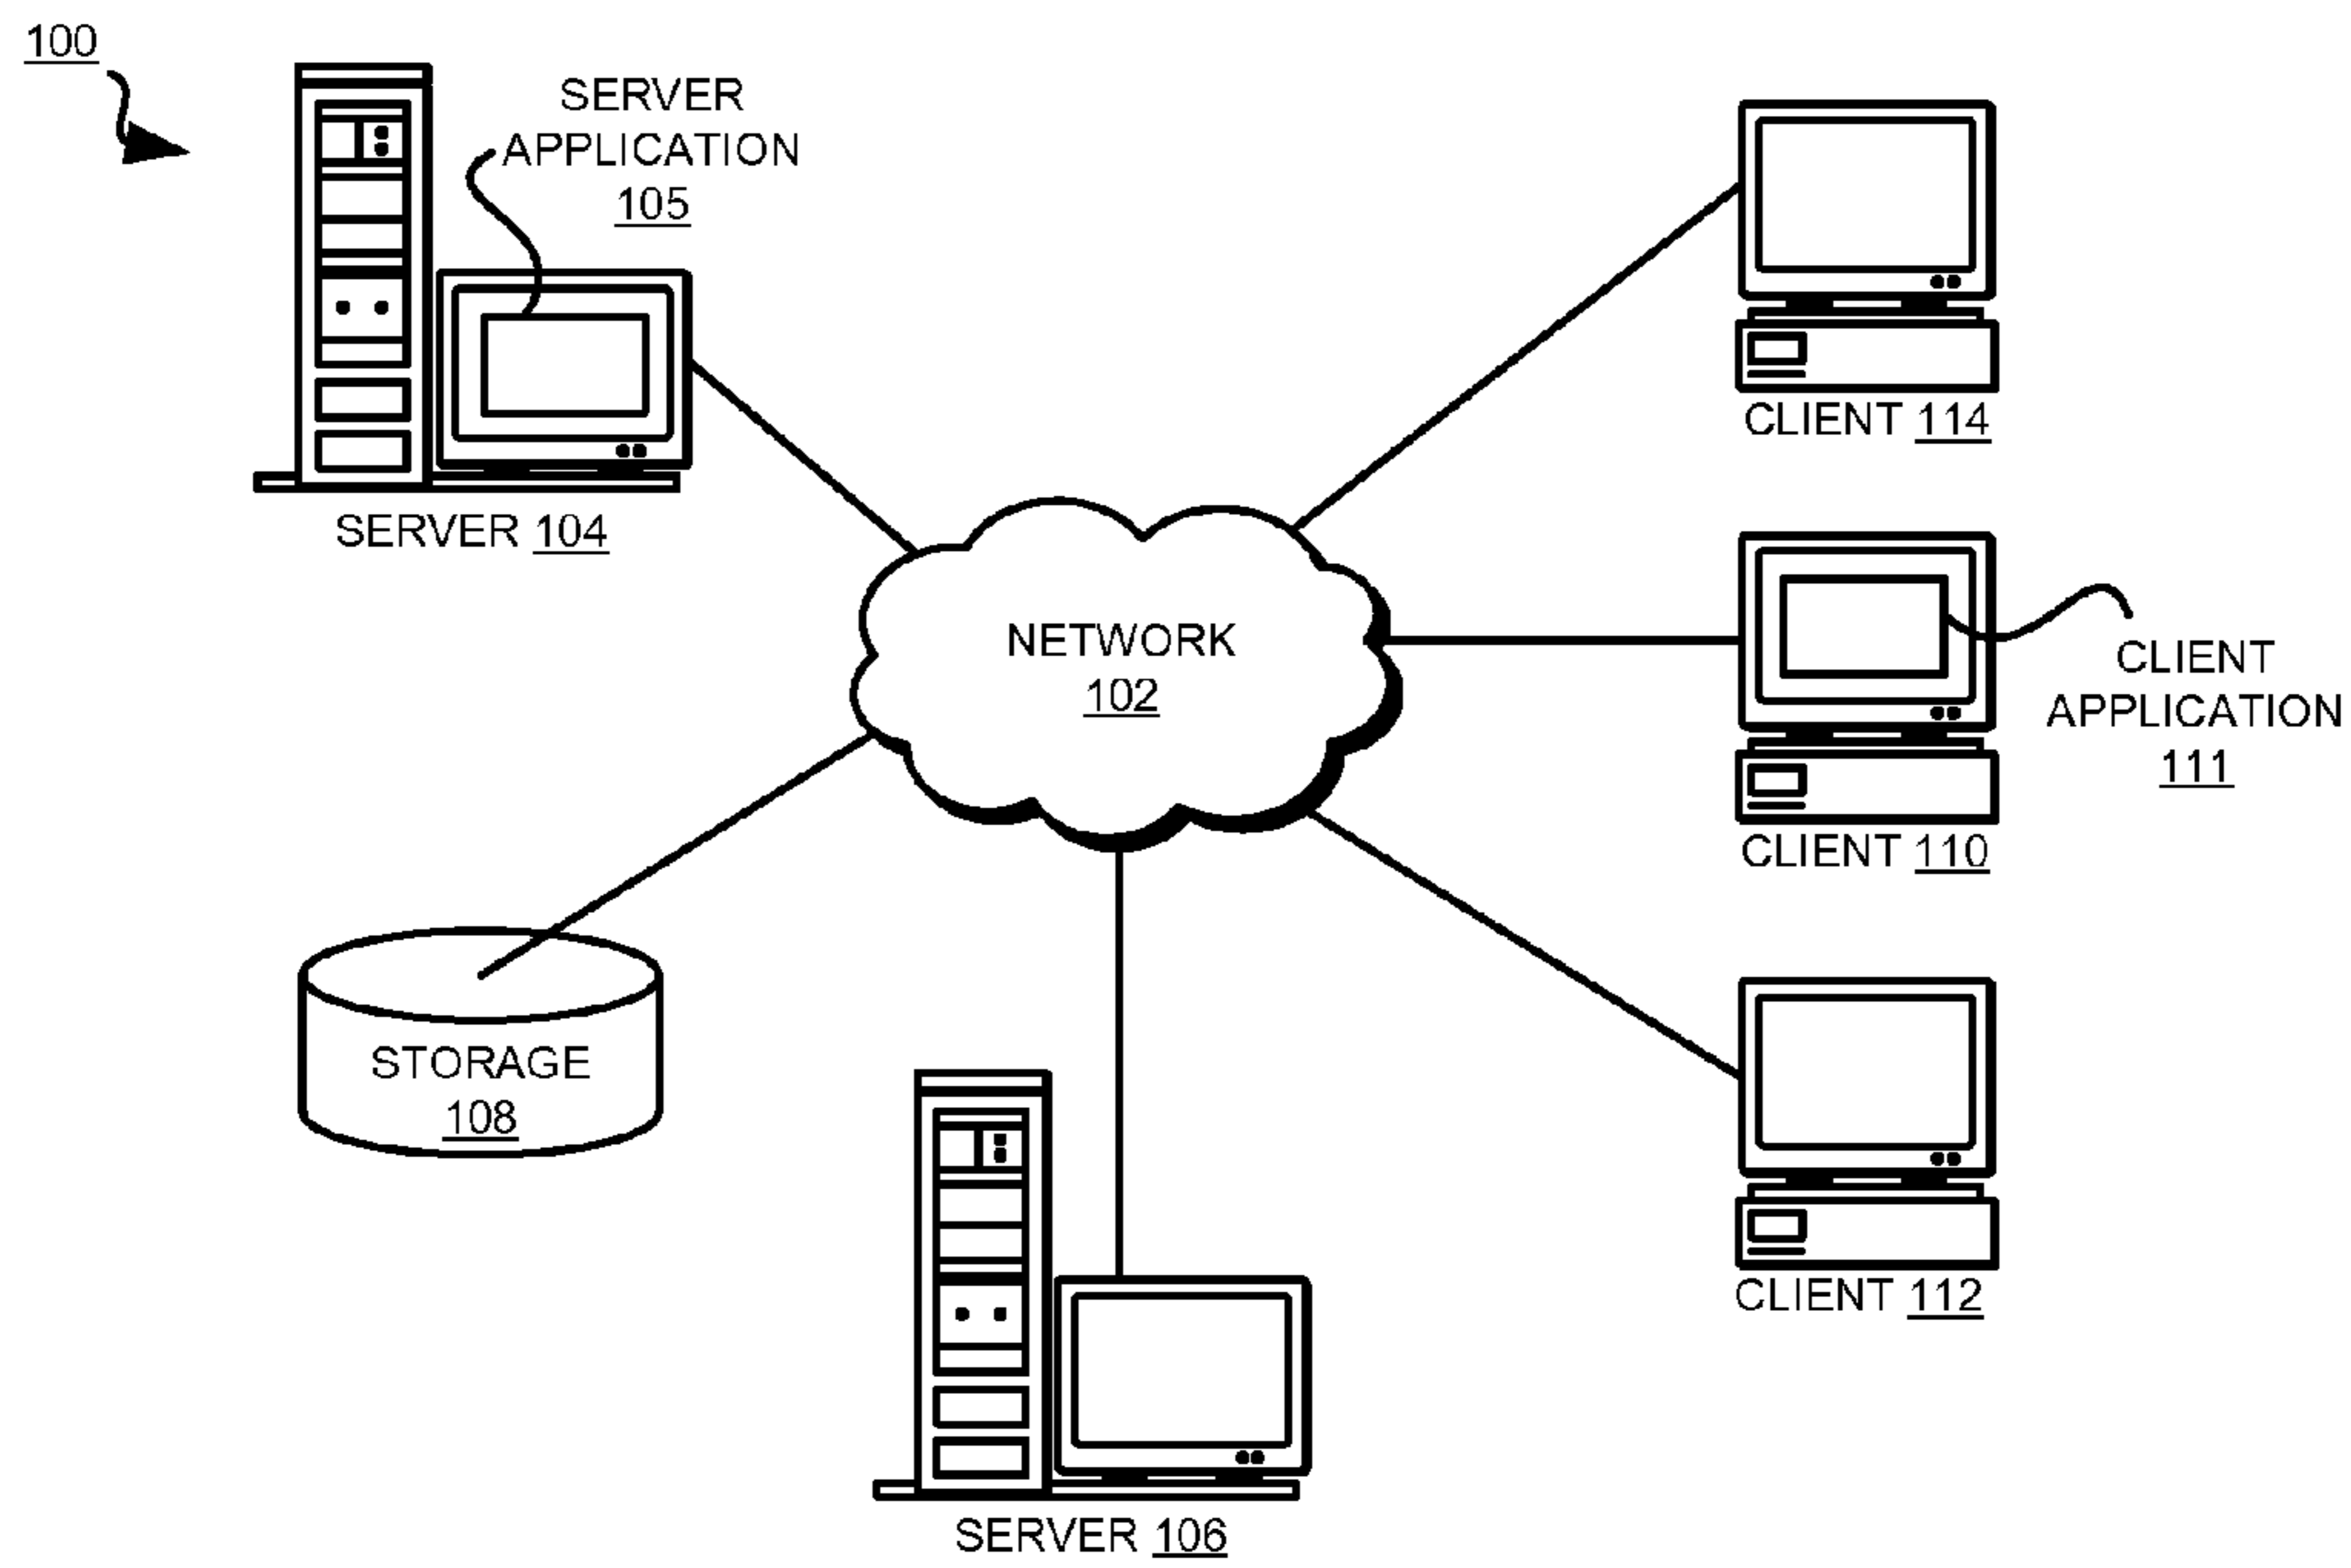 100
SERVER
APPLICATION
105
SERVER 104
CLIENT 114
NETWORK
102
CLIENT
APPLICATION
111
CLIENT 110
STORAGE
108
CLIENT 112
SERVER 106